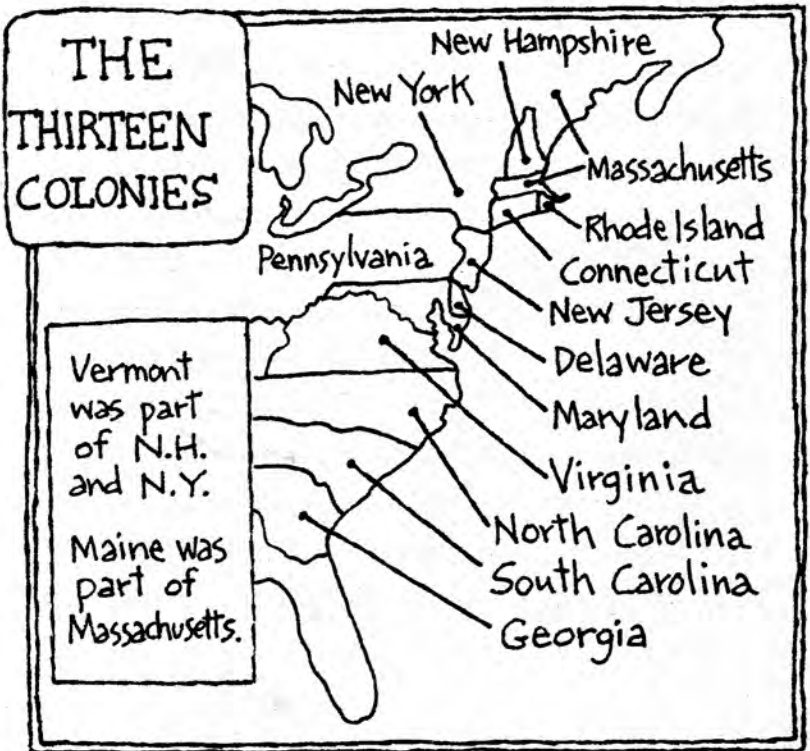 THE
THIRTEEN
COLONIES
New Hampshire
New York
Massachusetts
Rhode Island
Connecticut
Pennsylvania
New Jersey
Delaware
Maryland
Virginia
North Carolina
South Carolina
Georgia
Vermont
was part
of N.H.
and N.Y.
Maine was
part of
Massachusetts.